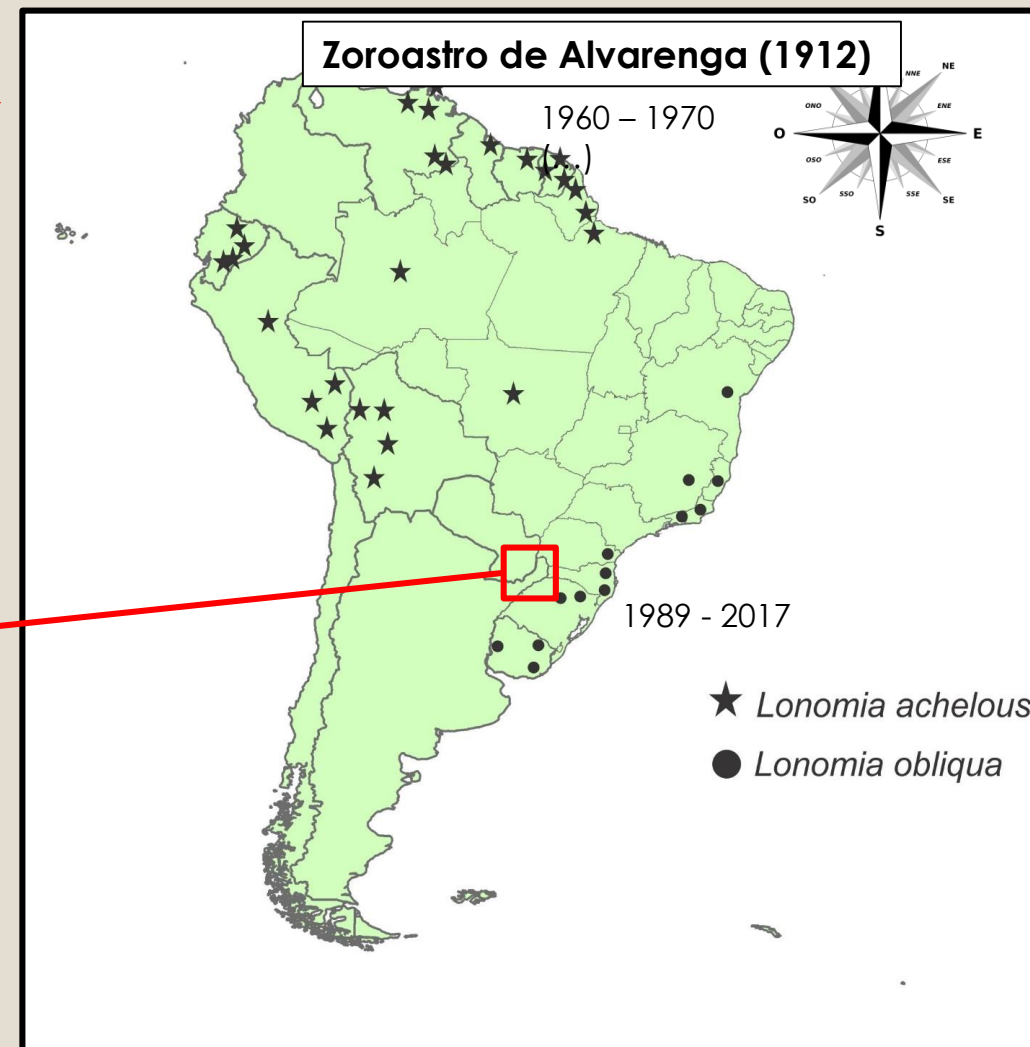 Zoroastro de Alvarenga (1912)
1960 – 1970
(...)
NNE
NE
ONO
ENE
O
E
OSO
ESE
SO
SSO
SSE
SE
S
1989 - 2017
Lonomia achelous
Lonomia obliqua